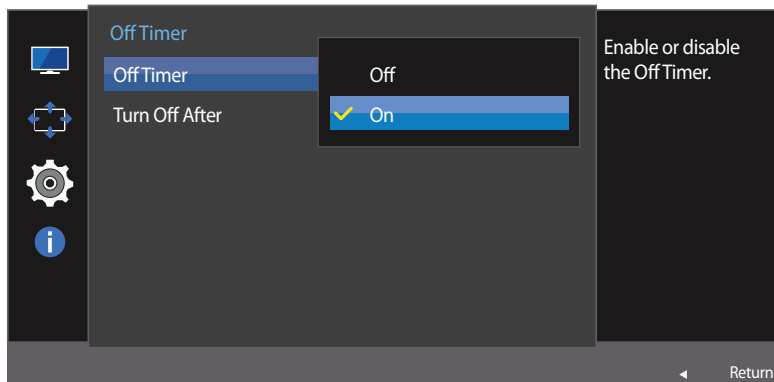 Off Timer
Off Timer
Off
Enable or disable
the Off Timer.
Turn Off After
On
i
Return